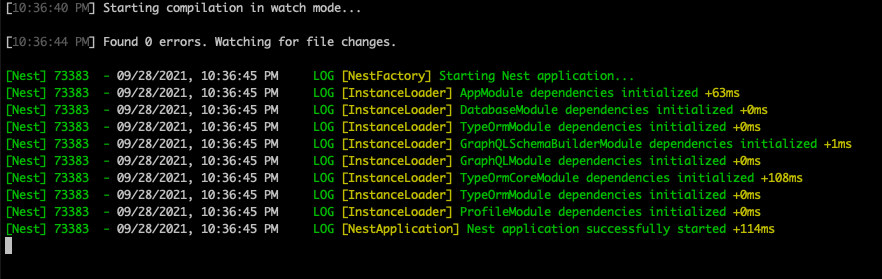 [10:36:40 PM] Starting compilation in watch mode...
[10:36:44 PM] Found 0 errors. Watching for file changes.
[Nest] 73383  - 09/28/2021, 10:36:45 PM     LOG [NestFactory] Starting Nest application...
[Nest] 73383  - 09/28/2021, 10:36:45 PM     LOG [InstanceLoader] AppModule dependencies initialized +63ms
[Nest] 73383  - 09/28/2021, 10:36:45 PM     LOG [InstanceLoader] DatabaseModule dependencies initialized +0ms
[Nest] 73383  - 09/28/2021, 10:36:45 PM     LOG [InstanceLoader] TypeOrmModule dependencies initialized +0ms
[Nest] 73383  - 09/28/2021, 10:36:45 PM     LOG [InstanceLoader] GraphQLSchemaBuilderModule dependencies initialized +1ms
[Nest] 73383  - 09/28/2021, 10:36:45 PM     LOG [InstanceLoader] GraphQLModule dependencies initialized +0ms
[Nest] 73383  - 09/28/2021, 10:36:45 PM     LOG [InstanceLoader] TypeOrmCoreModule dependencies initialized +108ms
[Nest] 73383  - 09/28/2021, 10:36:45 PM     LOG [InstanceLoader] TypeOrmModule dependencies initialized +0ms
[Nest] 73383  - 09/28/2021, 10:36:45 PM     LOG [InstanceLoader] ProfileModule dependencies initialized +0ms
[Nest] 73383  - 09/28/2021, 10:36:45 PM     LOG [NestApplication] Nest application successfully started +114ms